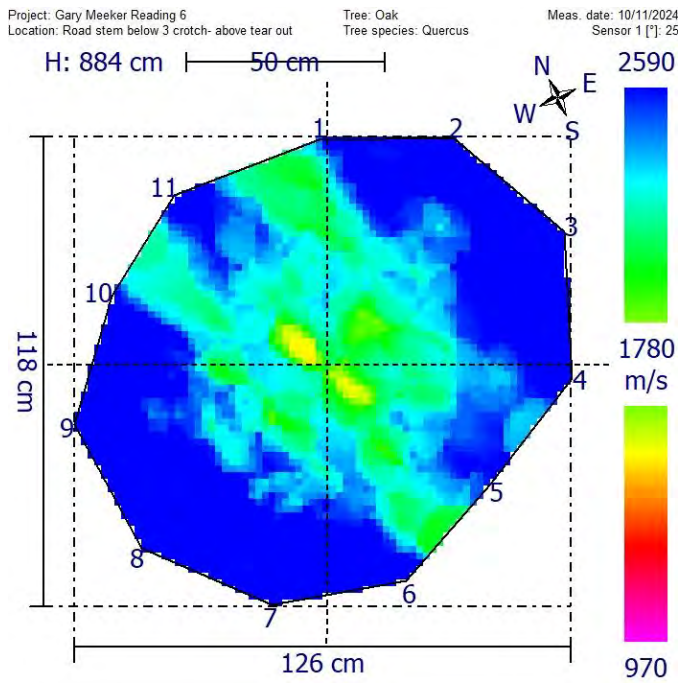 Project: Gary Meeker Reading 6 Tree: Oak Meas. date: 10/11/2024
Location: Road stem below 3 crotch- above tear out Tree species: Quercus Sensor 1 [°]: 25
H: 884 cm 50 cm N E W S 2590
1 2
11 3
10
118 cm 4 1780
m/s
9
5
8 6
7
126 cm 970